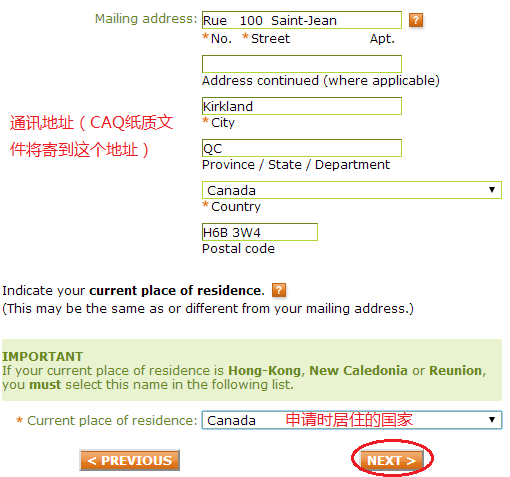 Mailing address: Rue 100 Saint-Jean ?
* No. * Street Apt.
Address continued (where applicable)
通讯地址（CAQ纸质文
件将寄到这个地址）
Kirkland
* City
QC
Province / State / Department
Canada
* Country
H6B 3W4
Postal code
Indicate your current place of residence. ?
(This may be the same as or different from your mailing address.)
IMPORTANT
If your current place of residence is Hong-Kong, New Caledonia or Reunion,
you must select this name in the following list.
* Current place of residence: Canada 申请时居住的国家
< PREVIOUS NEXT >